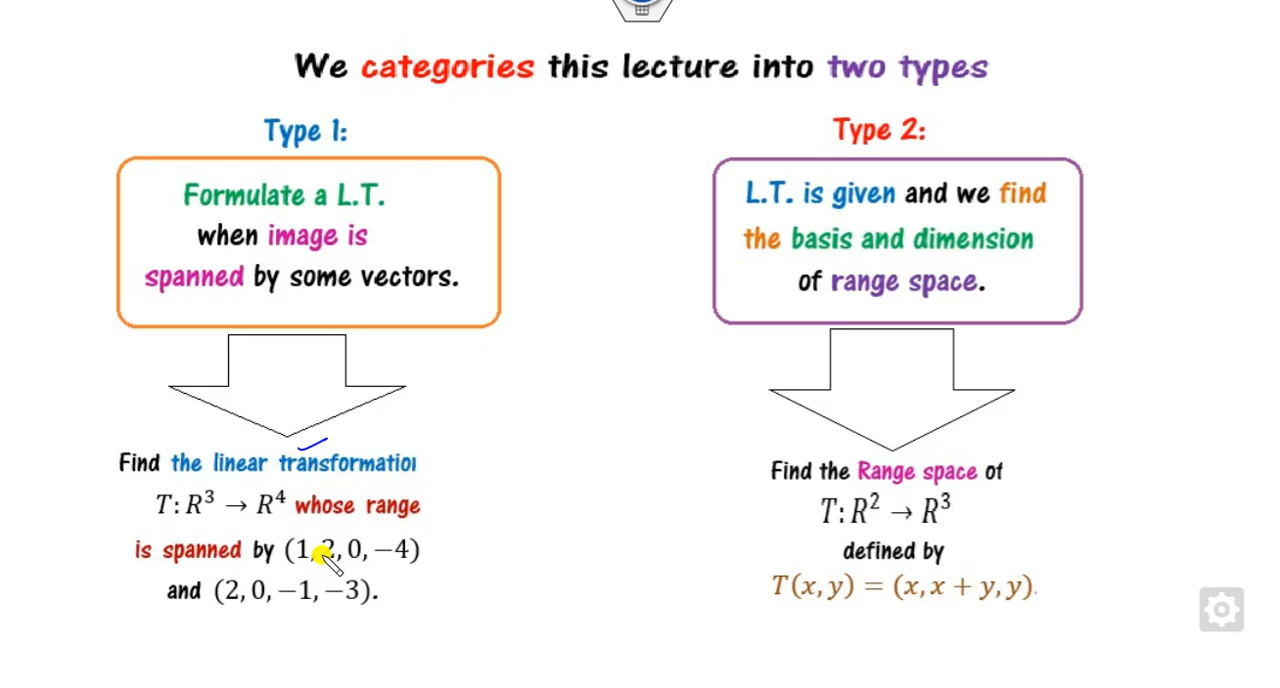 We categories this lecture into two types
Type 1:
Formulate a L.T.
when image is
spanned by some vectors.
Find the linear transformation
T: R³ → R⁴ whose range
is spanned by (1, 2, 0, −4)
and (2, 0, −1, −3).
Type 2:
L.T. is given and we find
the basis and dimension
of range space.
Find the Range space of
T: R² → R³
defined by
T(x, y) = (x, x + y, y).